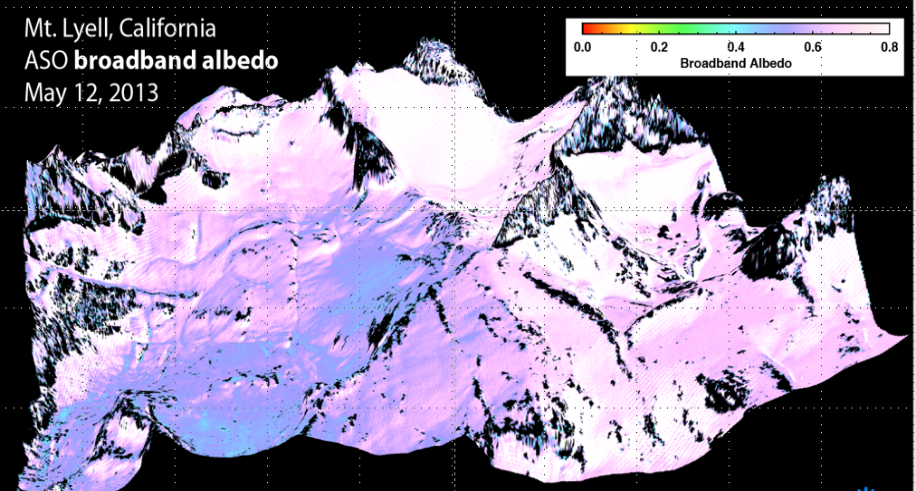 Mt. Lyell, California
ASO broadband albedo
May 12, 2013
0.0 0.2 0.4 0.6 0.8
Broadband Albedo